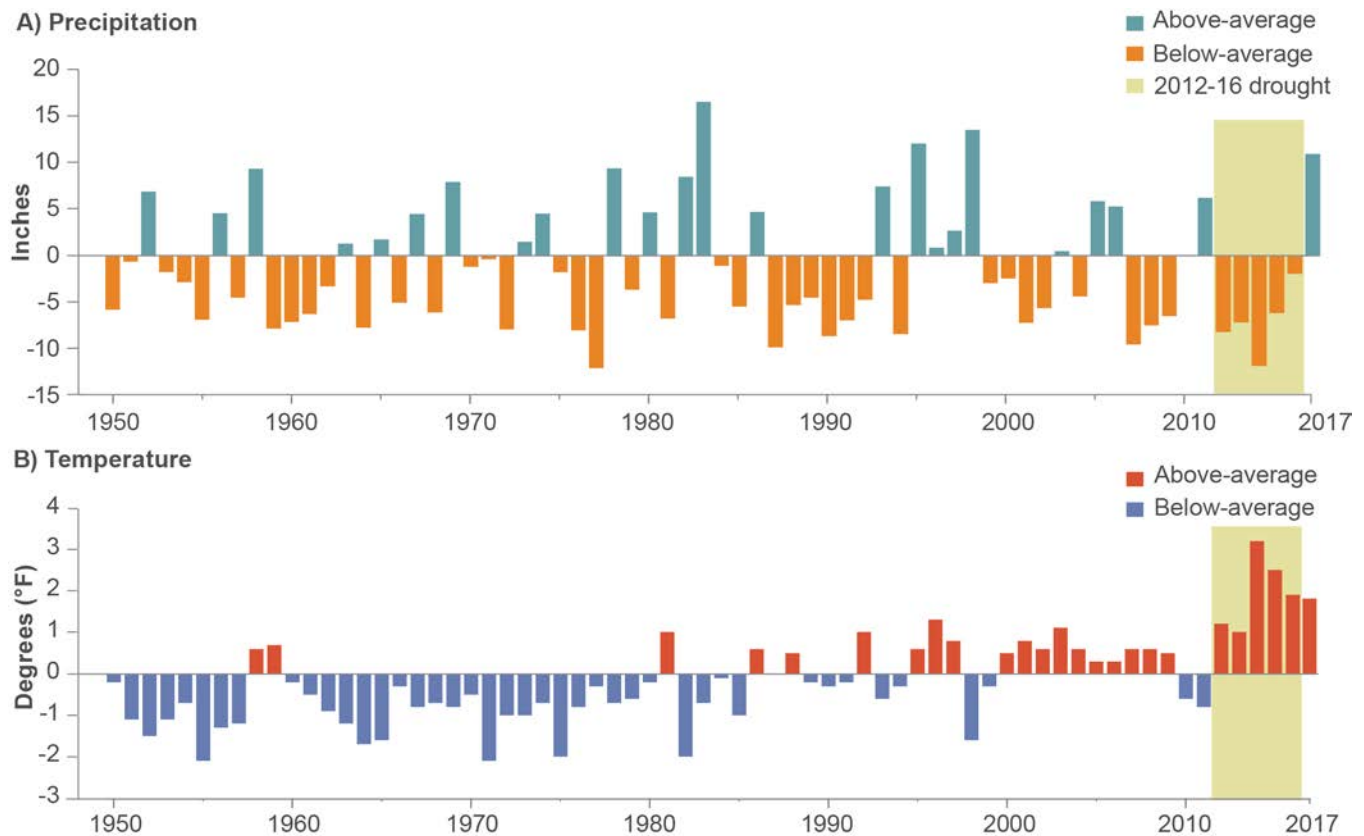 A) Precipitation
Above-average
Below-average
2012-16 drought
Inches
20
15
10
5
0
-5
-10
-15
1950 1960 1970 1980 1990 2000 2010 2017
B) Temperature
Above-average
Below-average
Degrees (°F)
4
3
2
1
0
-1
-2
-3
1950 1960 1970 1980 1990 2000 2010 2017